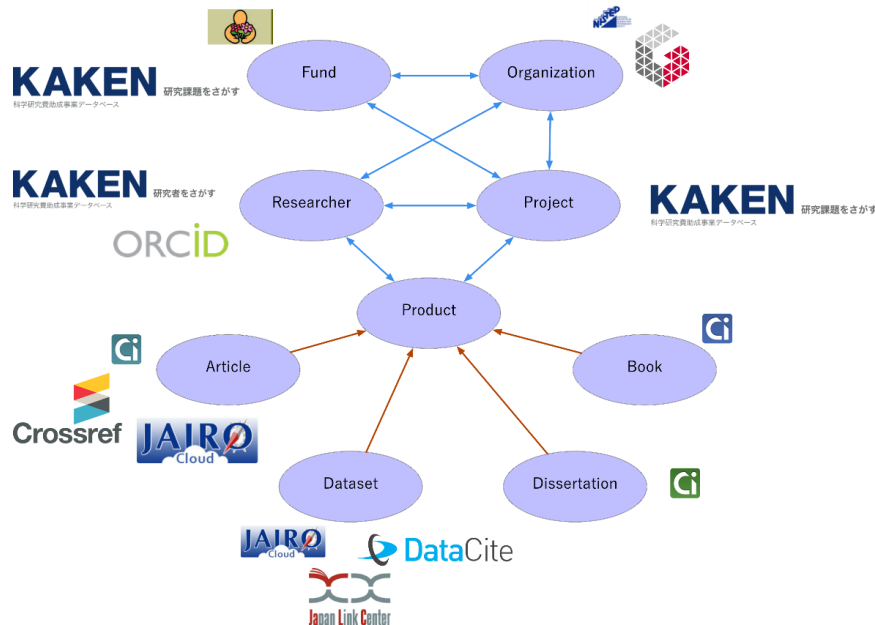 NISTEP
Fund
Organization
KAKEN 研究課題をさがす
科学研究費助成事業データベース
KAKEN 研究者をさがす
科学研究費助成事業データベース
Researcher
Project
KAKEN 研究課題をさがす
科学研究費助成事業データベース
ORCID
Product
Ci
Ci
Article
Book
Crossref
JAIRO
Cloud
Dataset
Dissertation
Ci
JAIRO
Cloud
DataCite
Japan Link Center